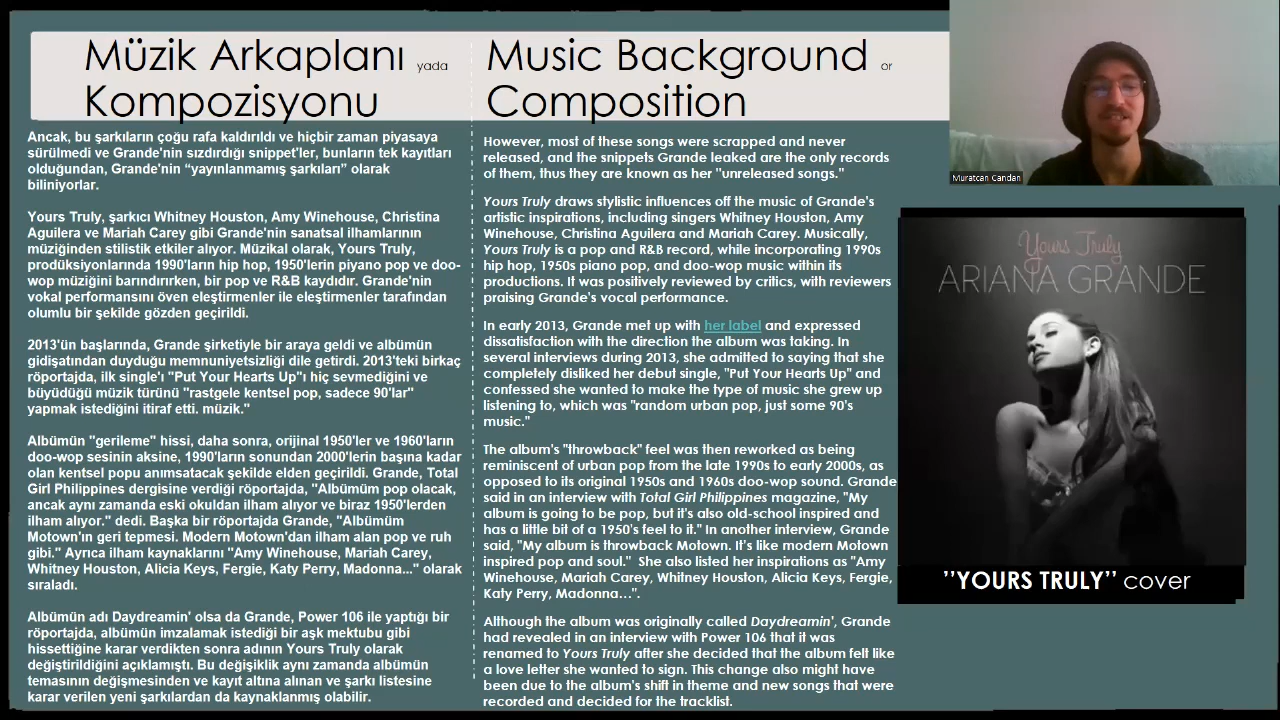 Müzik Arkaplanı yada
Kompozisyonu
Ancak, bu şarkıların çoğu rafa kaldırıldı ve hiçbir zaman piyasaya
sürülmedi ve Grande'nin sızdırdığı snippet'ler, bunların tek kayıtları
olduğundan, Grande'nin “yayınlanmamış şarkıları” olarak
biliniyorlar.
Yours Truly, şarkıcı Whitney Houston, Amy Winehouse, Christina
Aguilera ve Mariah Carey gibi Grande'nin sanatsal ilhamlarının
müziğinden stilistik etkiler alıyor. Müzikal olarak, Yours Truly,
prodüksiyonlarında 1990'ların hip hop, 1950'lerin piyano pop ve doo-
wop müziğini barındırırken, bir pop ve R&B kaydıdır. Grande'nin
vokal performansını öven eleştirmenler ile eleştirmenler tarafından
olumlu bir şekilde gözden geçirildi.
2013'ün başlarında, Grande şirketiyle bir araya geldi ve albümün
gidişatından duyduğu memnuniyetsizliği dile getirdi. 2013'teki birkaç
röportajda, ilk single'ı "Put Your Hearts Up"ı hiç sevmediğini ve
büyüdüğü müzik türünü "rastgele kentsel pop, sadece 90'lar"
yapmak istediğini itiraf etti. müzik."
Albümün "gerileme" hissi, daha sonra, orijinal 1950'ler ve 1960'ların
doo-wop sesinin aksine, 1990'ların sonundan 2000'lerin başına kadar
olan kentsel popu anımsatacak şekilde elden geçirildi. Grande, Total
Girl Philippines dergisine verdiği röportajda, "Albümüm pop olacak,
ancak aynı zamanda eski okuldan ilham alıyor ve biraz 1950'lerden
ilham alıyor." dedi. Başka bir röportajda Grande, "Albümüm
Motown'ın geri tepmesi. Modern Motown'dan ilham alan pop ve ruh
gibi." Ayrıca ilham kaynaklarını "Amy Winehouse, Mariah Carey,
Whitney Houston, Alicia Keys, Fergie, Katy Perry, Madonna..." olarak
sıraladı.
Albümün adı Daydreamin' olsa da Grande, Power 106 ile yaptığı bir
röportajda, albümün imzalamak istediği bir aşk mektubu gibi
hissettiğine karar verdikten sonra adının Yours Truly olarak
değiştirildiğini açıklamıştı. Bu değişiklik aynı zamanda albümün
temasının değişmesinden ve kayıt altına alınan ve şarkı listesine
karar verilen yeni şarkılardan da kaynaklanmış olabilir.
Music Background or
Composition
However, most of these songs were scrapped and never
released, and the snippets Grande leaked are the only records
of them, thus they are known as her "unreleased songs."
Yours Truly draws stylistic influences off the music of Grande's
artistic inspirations, including singers Whitney Houston, Amy
Winehouse, Christina Aguilera and Mariah Carey. Musically,
Yours Truly is a pop and R&B record, while incorporating 1990s
hip hop, 1950s piano pop, and doo-wop music within its
productions. It was positively reviewed by critics, with reviewers
praising Grande's vocal performance.
In early 2013, Grande met up with her label and expressed
dissatisfaction with the direction the album was taking. In
several interviews during 2013, she admitted to saying that she
completely disliked her debut single, "Put Your Hearts Up" and
confessed she wanted to make the type of music she grew up
listening to, which was "random urban pop, just some 90's
music."
The album's "throwback" feel was then reworked as being
reminiscent of urban pop from the late 1990s to early 2000s, as
opposed to its original 1950s and 1960s doo-wop sound. Grande
said in an interview with Total Girl Philippines magazine, "My
album is going to be pop, but it's also old-school inspired and
has a little bit of a 1950's feel to it." In another interview, Grande
said, "My album is throwback Motown. It's like modern Motown
inspired pop and soul."  She also listed her inspirations as "Amy
Winehouse, Mariah Carey, Whitney Houston, Alicia Keys, Fergie,
Katy Perry, Madonna...".
Although the album was originally called Daydreamin', Grande
had revealed in an interview with Power 106 that it was
renamed to Yours Truly after she decided that the album felt like
a love letter she wanted to sign. This change also might have
been due to the album's shift in theme and new songs that were
recorded and decided for the tracklist.
Muratcan Candan
Yours Truly
ARIANA GRANDE
’’YOURS TRULY’’ cover